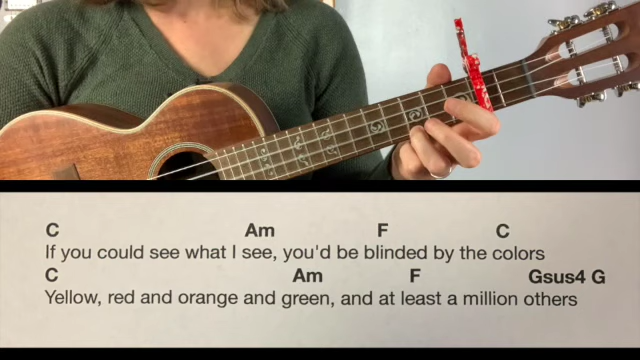 C Am F C
If you could see what I see, you'd be blinded by the colors
C Am F Gsus4 G
Yellow, red and orange and green, and at least a million others